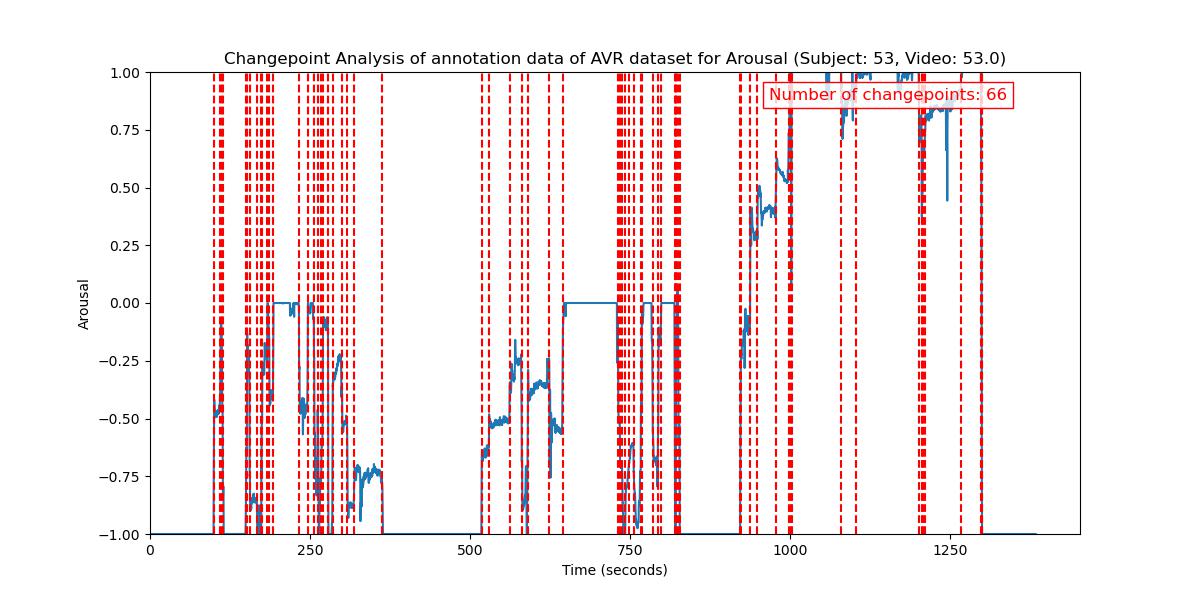 Changepoint Analysis of annotation data of AVR dataset for Arousal (Subject: 53, Video: 53.0)
Number of changepoints: 66
1.00
0.75
0.50
0.25
0.00
−0.25
−0.50
−0.75
−1.00
Arousal
0 250 500 750 1000 1250
Time (seconds)